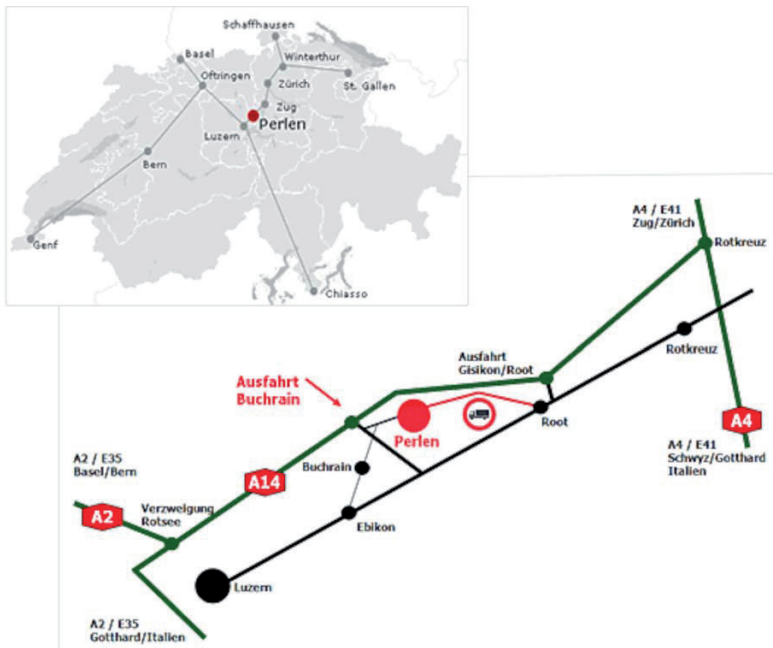 Schaffhausen
Basel
Winterthur
Oftringen
Zürich
St. Gallen
Zug
Perlen
Luzern
Bern
Genf
Chiasso
A4 / E41
Zug/Zürich
Rotkreuz
Rotkreuz
Ausfahrt
Gisikon/Root
Ausfahrt
Buchrain
Perlen
Root
A4
A4 / E41
Schwyz/Gotthard
Italien
A2 / E35
Basel/Bern
Buchrain
A14
A2
Verzweigung
Rotsee
Ebikon
Luzern
A2 / E35
Gotthard/Italien